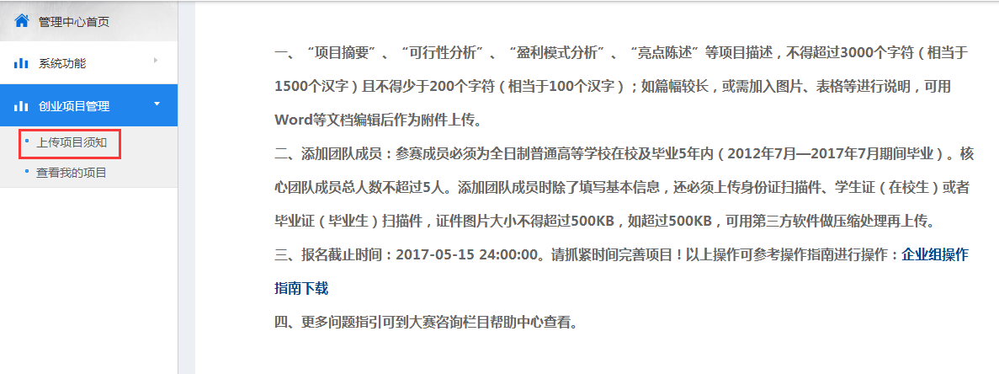 管理中心首页
系统功能
创业项目管理
上传项目须知
查看我的项目
一、“项目摘要”、“可行性分析”、“盈利模式分析”、“亮点陈述”等项目描述，不得超过3000个字符（相当于
1500个汉字）且不得少于200个字符（相当于100个汉字）；如篇幅较长，或需加入图片、表格等进行说明，可用
Word等文档编辑后作为附件上传。
二、添加团队成员：参赛成员必须为全日制普通高等学校在校及毕业5年内（2012年7月—2017年7月期间毕业）。核
心团队成员总人数不超过5人。添加团队成员时除了填写基本信息，还必须上传身份证扫描件、学生证（在校生）或者
毕业证（毕业生）扫描件，证件图片大小不得超过500KB，如超过500KB，可用第三方软件做压缩处理再上传。
三、报名截止时间：2017-05-15 24:00:00。请抓紧时间完善项目！以上操作可参考操作指南进行操作：企业组操作
指南下载
四、更多问题指引可到大赛咨询栏目帮助中心查看。